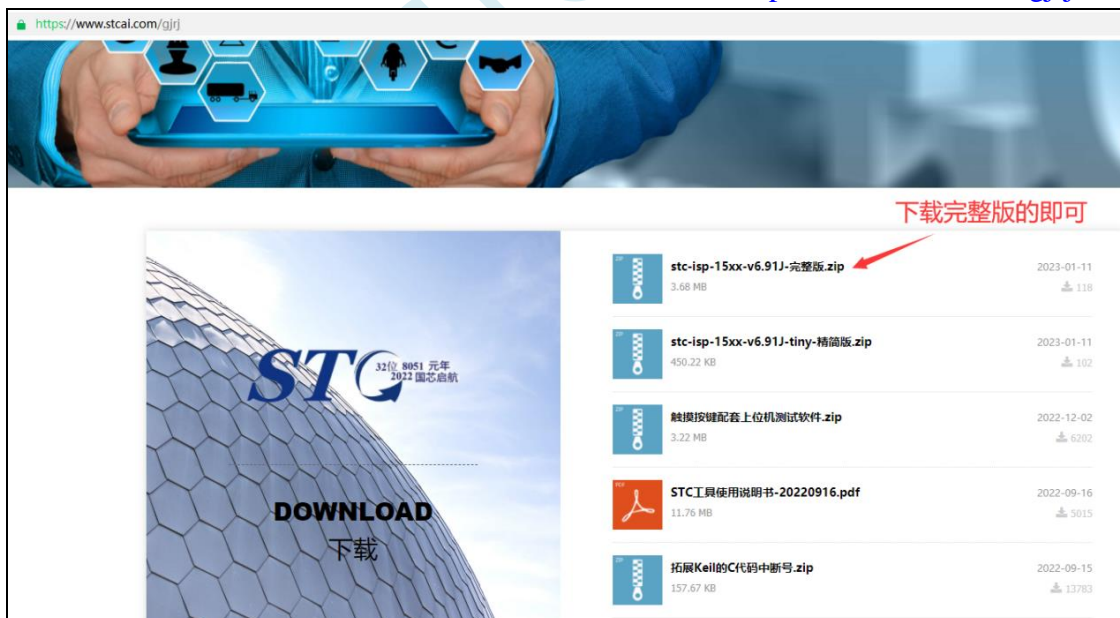 https://www.stcai.com/gjrj
下载完整版的即可
stc-isp-15xx-v6.91J-完整版.zip
3.68 MB
2023-01-11
118
stc-isp-15xx-v6.91J-tiny-精简版.zip
450.22 KB
2023-01-11
102
触摸按键配套上位机测试软件.zip
3.22 MB
2022-12-02
6202
STC工具使用说明书-20220916.pdf
11.76 MB
2022-09-16
5015
拓展Keil的C代码中断号.zip
157.67 KB
2022-09-15
13783
STC
32位 8051 元年
2022 国芯启航
DOWNLOAD
下载
ZIP
ZIP
ZIP
PDF
ZIP